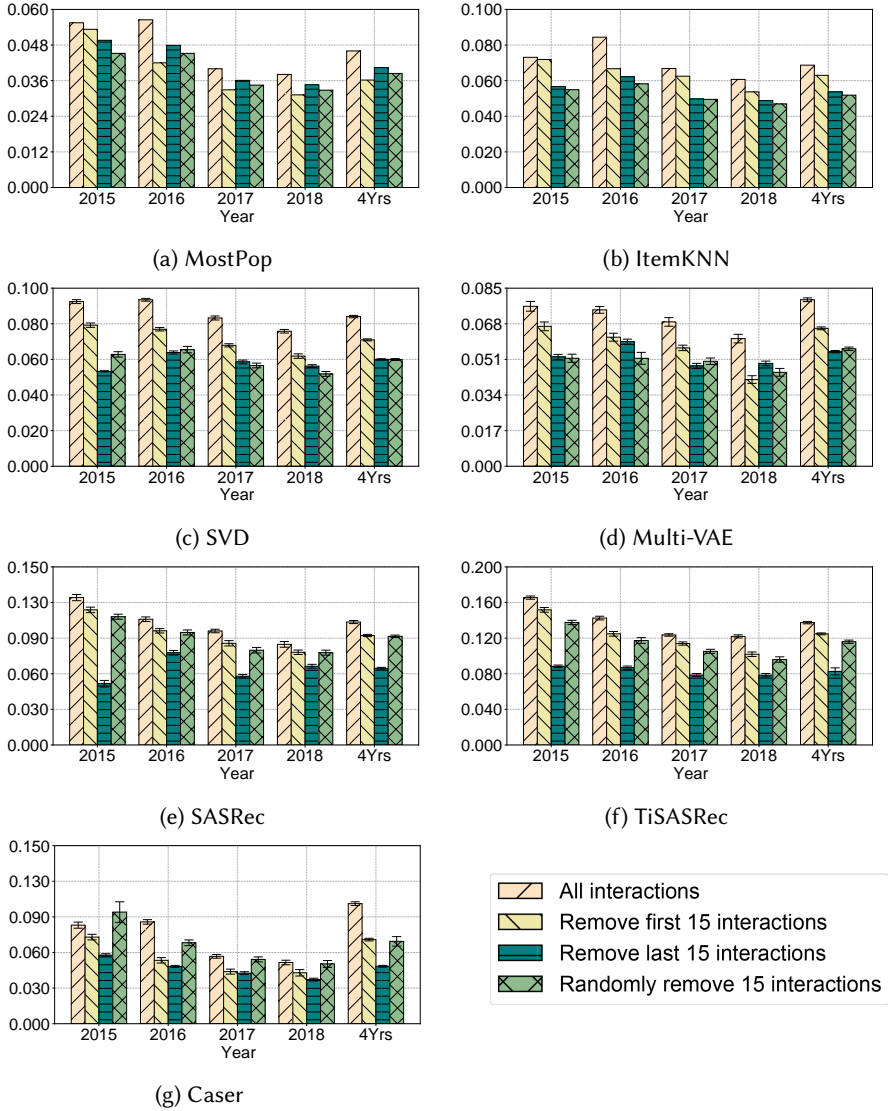 0.060
0.048
0.036
0.024
0.012
0.000
2015 2016 2017 2018 4Yrs
Year
(a) MostPop
0.100
0.080
0.060
0.040
0.020
0.000
2015 2016 2017 2018 4Yrs
Year
(b) ItemKNN
0.100
0.080
0.060
0.040
0.020
0.000
2015 2016 2017 2018 4Yrs
Year
(c) SVD
0.085
0.068
0.051
0.034
0.017
0.000
2015 2016 2017 2018 4Yrs
Year
(d) Multi-VAE
0.150
0.130
0.090
0.060
0.030
0.000
2015 2016 2017 2018 4Yrs
Year
(e) SASRec
0.200
0.160
0.120
0.080
0.040
0.000
2015 2016 2017 2018 4Yrs
Year
(f) TiSASRec
0.150
0.130
0.090
0.060
0.030
0.000
2015 2016 2017 2018 4Yrs
Year
(g) Caser
All interactions
Remove first 15 interactions
Remove last 15 interactions
Randomly remove 15 interactions